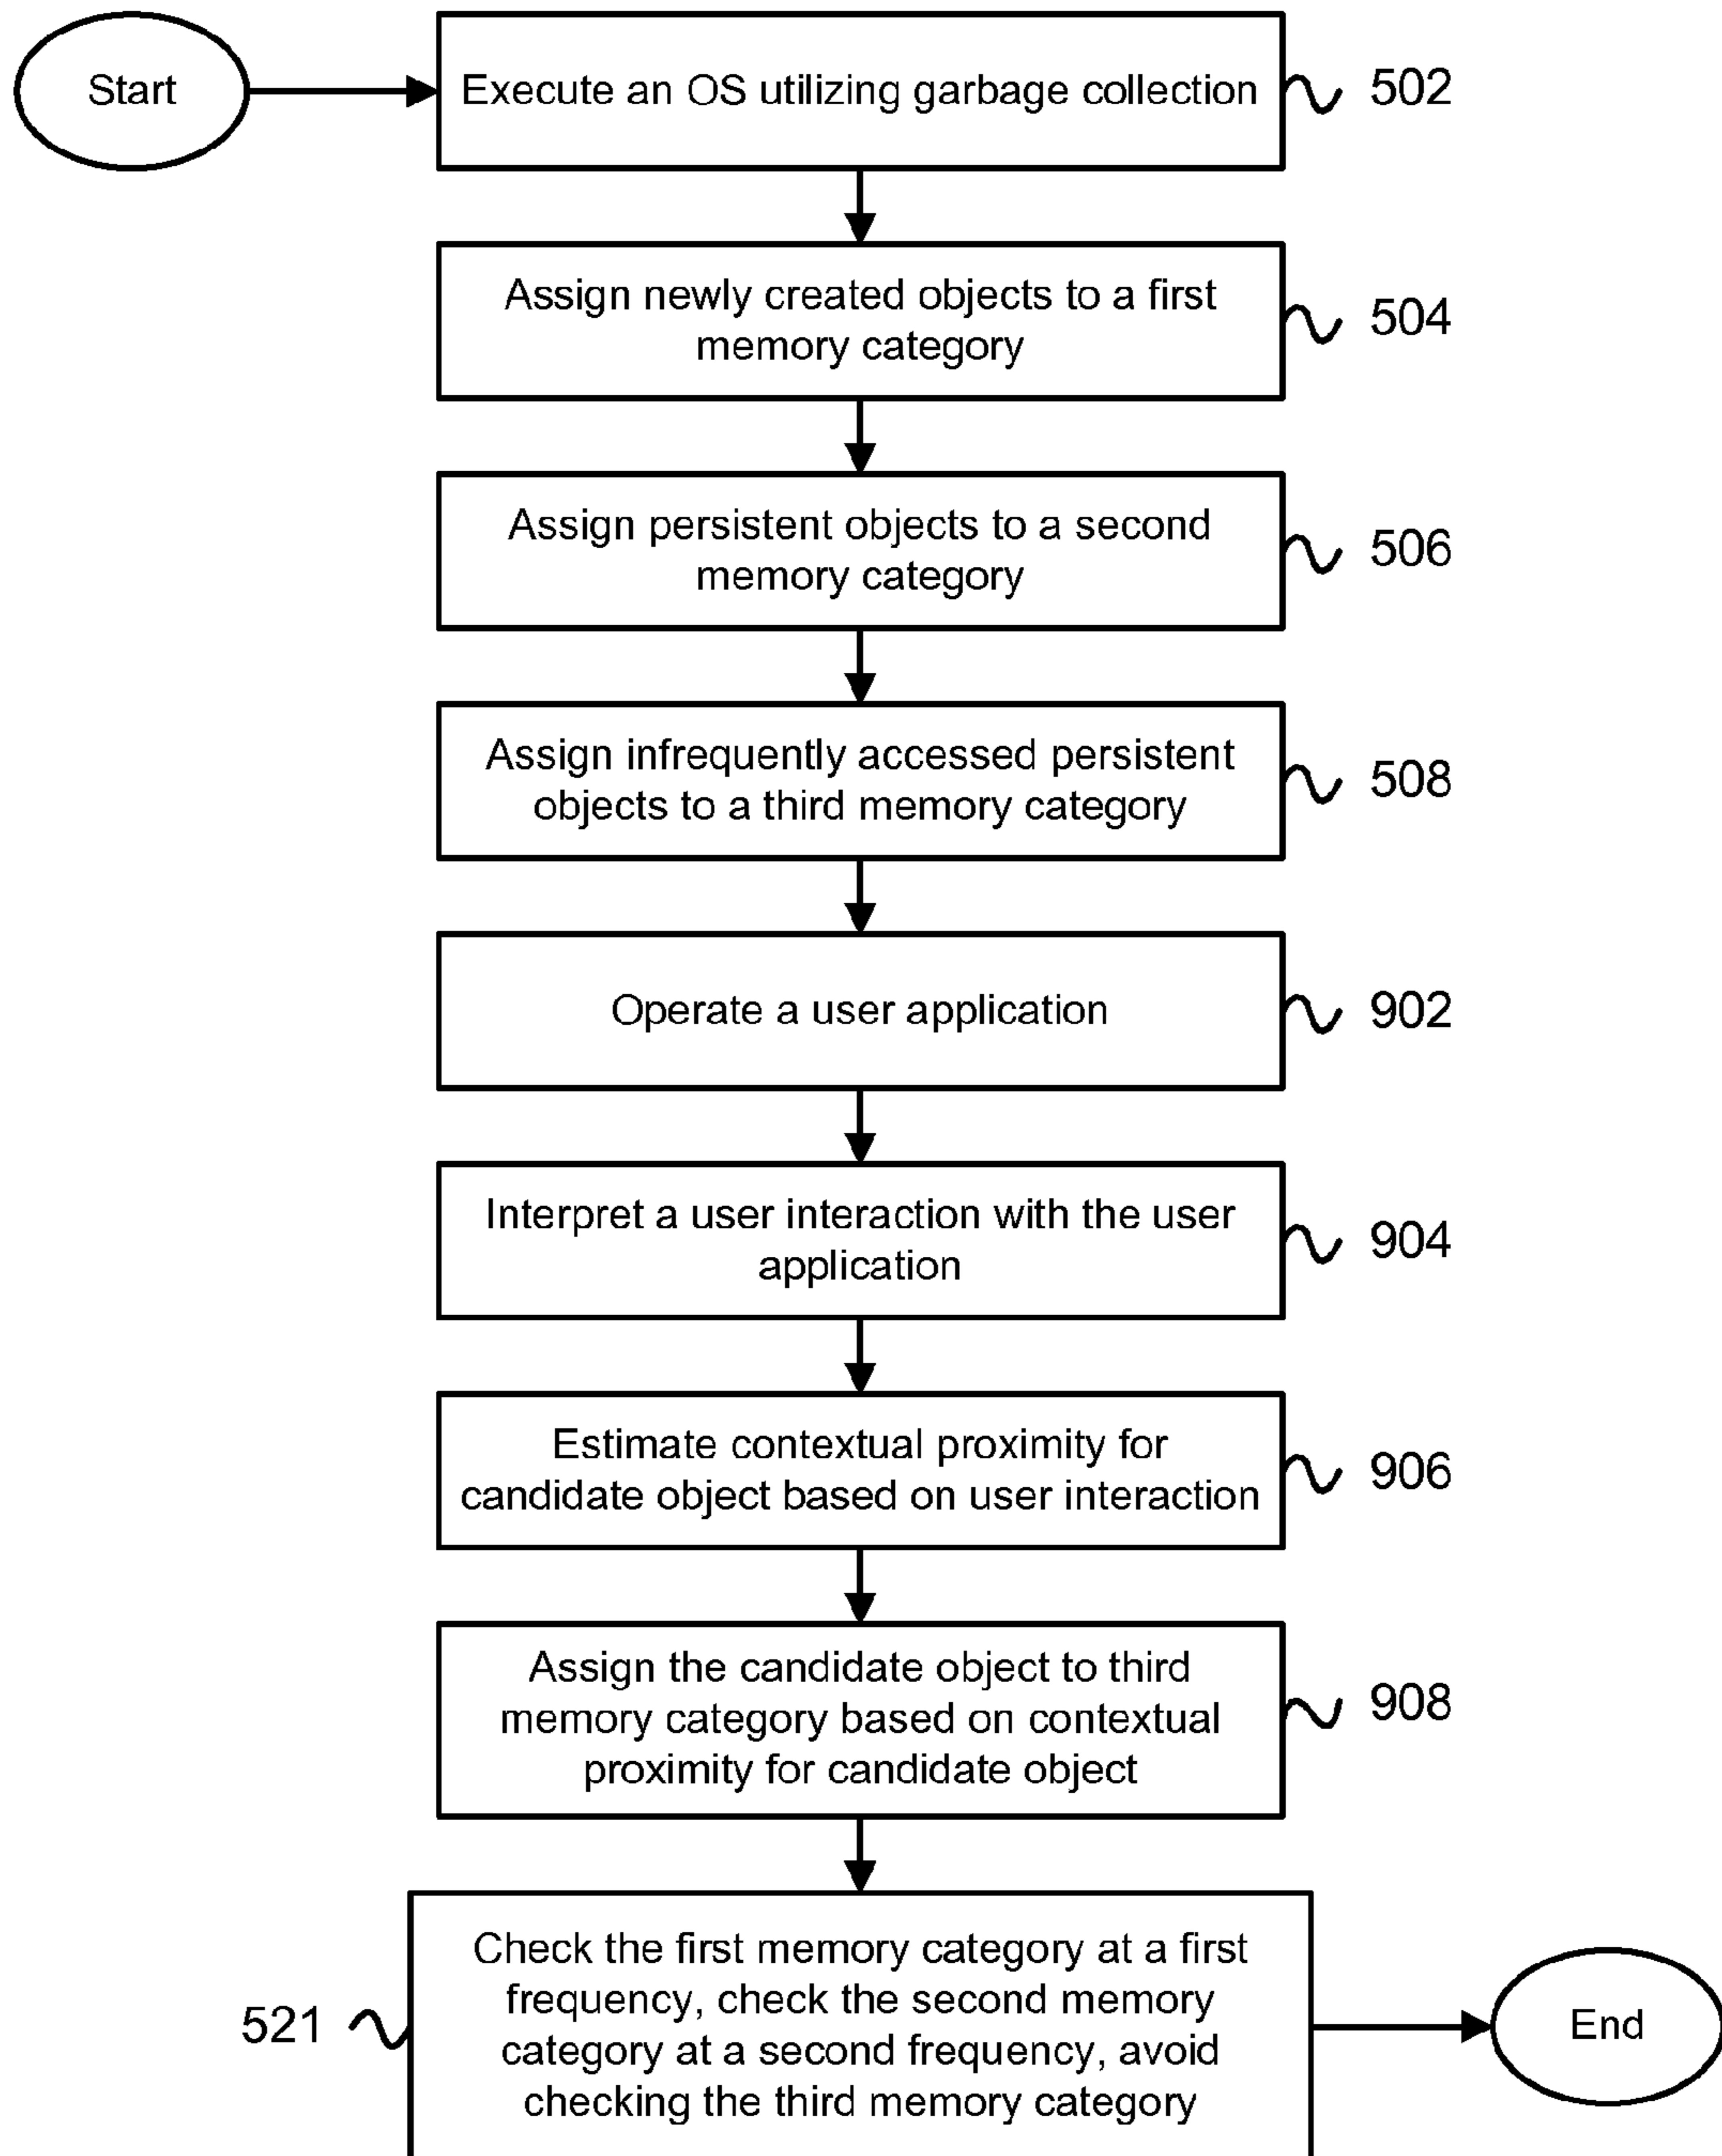 Start
Execute an OS utilizing garbage collection
502
Assign newly created objects to a first
memory category
504
Assign persistent objects to a second
memory category
506
Assign infrequently accessed persistent
objects to a third memory category
508
Operate a user application
902
Interpret a user interaction with the user
application
904
Estimate contextual proximity for
candidate object based on user interaction
906
Assign the candidate object to third
memory category based on contextual
proximity for candidate object
908
521
Check the first memory category at a first
frequency, check the second memory
category at a second frequency, avoid
checking the third memory category
End